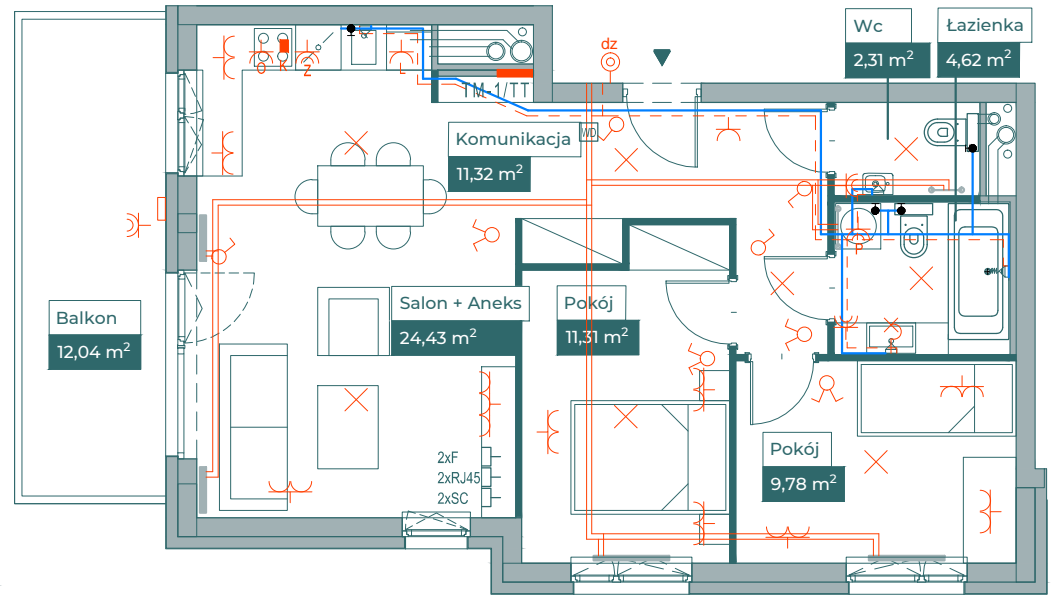 dz
Wc
2,31 m²
Łazienka
4,62 m²
O
K
Z
L
TM-1/TT
WD
Komunikacja
11,32 m²
P
Balkon
12,04 m²
Salon + Aneks
24,43 m²
Pokój
11,31 m²
2xF
2xRJ45
2xSC
Pokój
9,78 m²